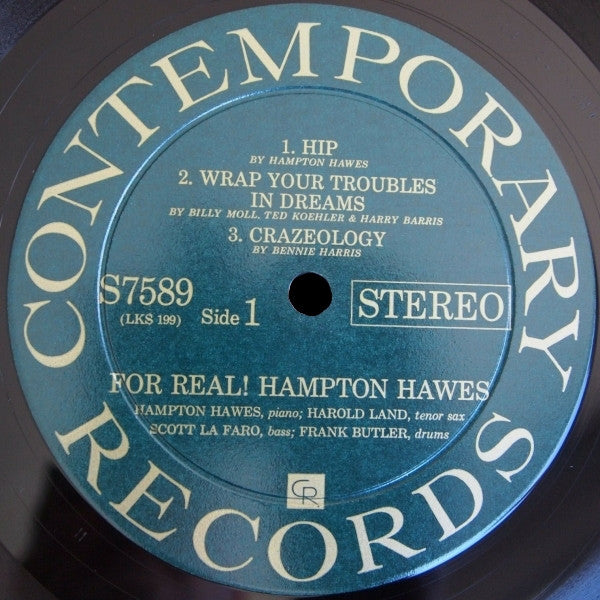 CONTEMPORARY
1. HIP
BY HAMPTON HAWES
2. WRAP YOUR TROUBLES
IN DREAMS
BY BILLY MOLL, TED KOEHLER & HARRY BARRIS
3. CRAZEOLOGY
BY BENNIE HARRIS
S7589
(LKS 199) Side 1
STEREO
FOR REAL! HAMPTON HAWES
HAMPTON HAWES, piano; HAROLD LAND, tenor sax
SCOTT LA FARO, bass; FRANK BUTLER, drums
CR
RECORDS